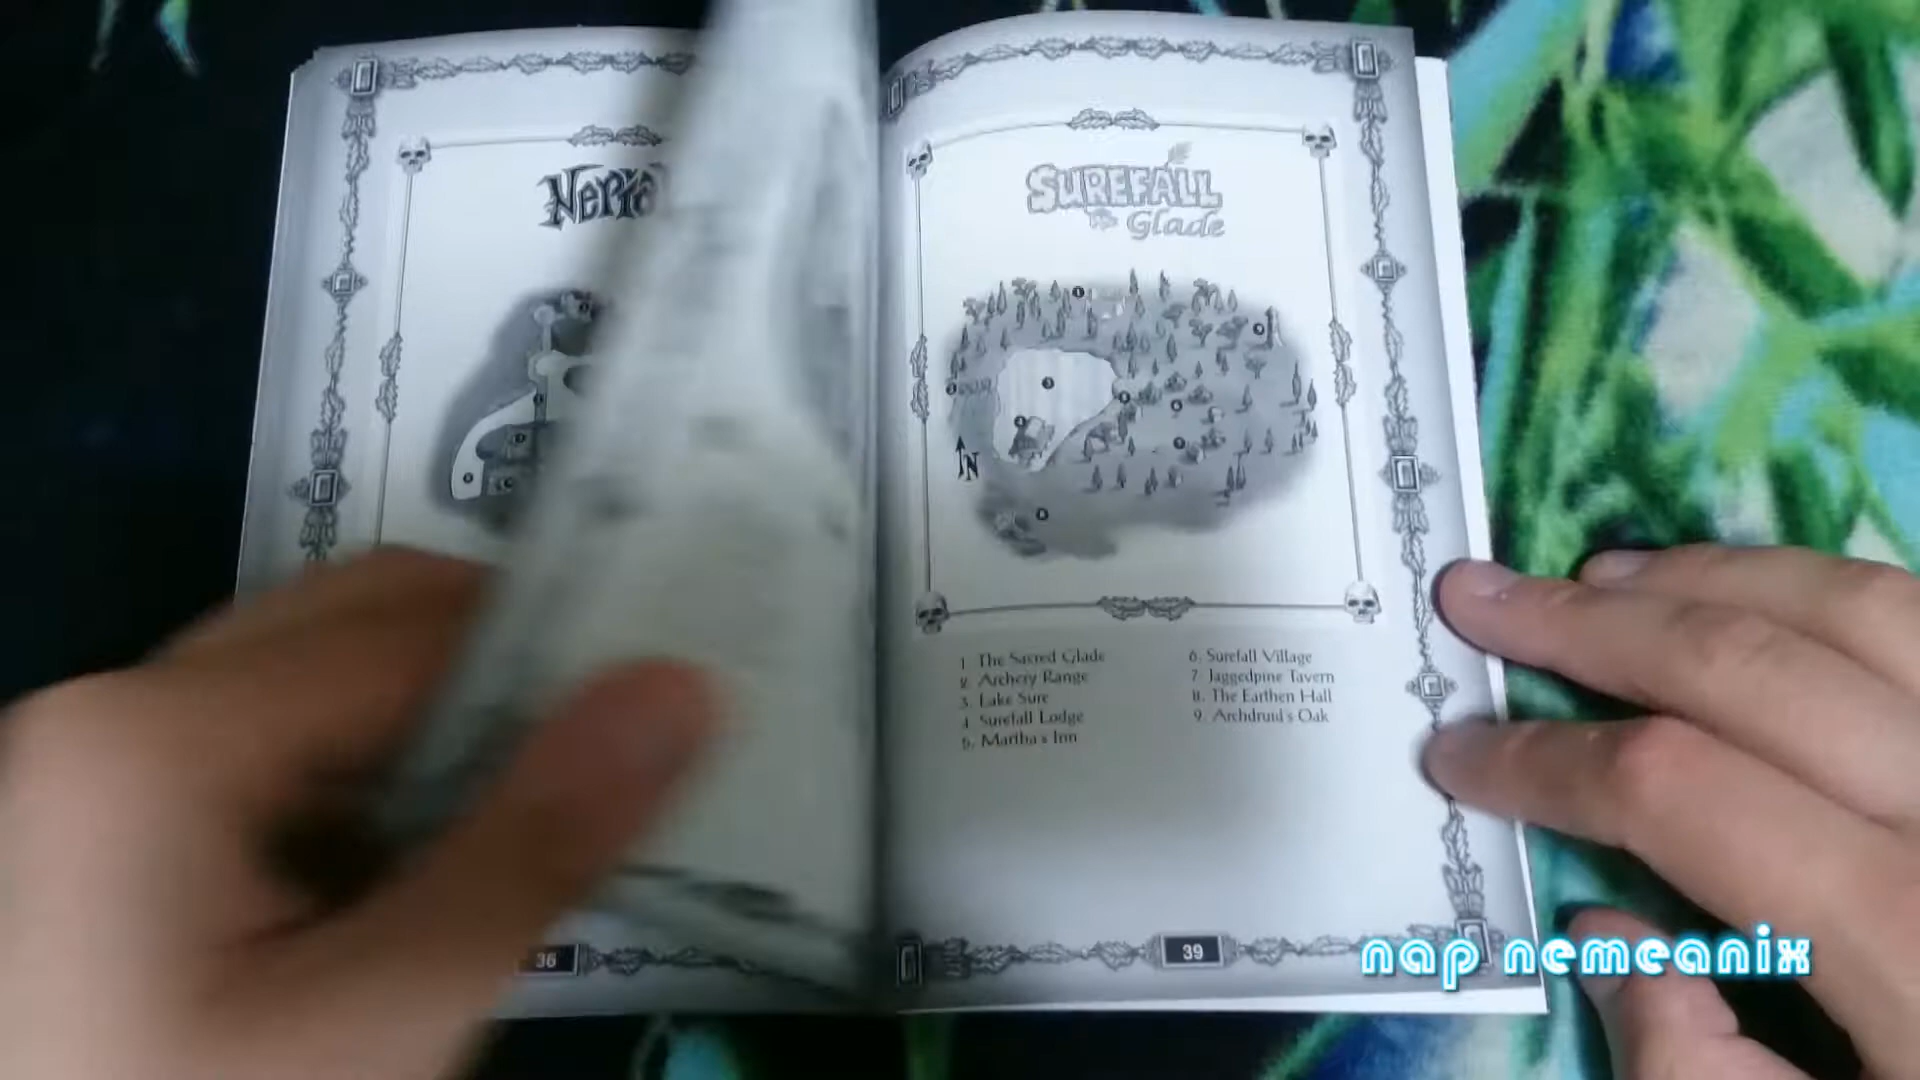 SUREFALL
Glade
N
1 The Sacred Glade
2. Archery Range
3. Lake Sure
4 Surefall Lodge
5. Martha's Inn
6. Surefall Village
7 Jaggedpine Tavern
8. The Earthen Hall
9. Archdruid's Oak
36
39
nap nemeanix